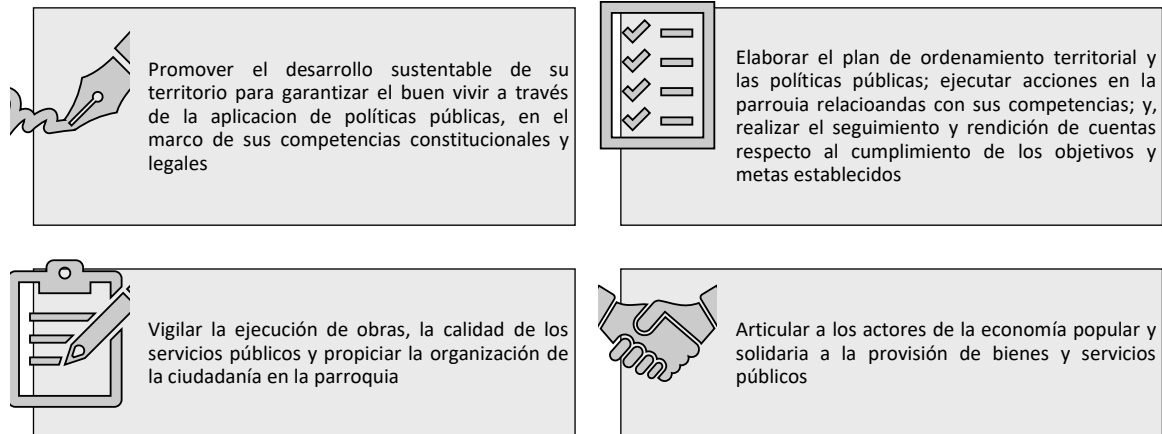 Promover el desarrollo sustentable de su
territorio para garantizar el buen vivir a través
de la aplicacion de políticas públicas, en el
marco de sus competencias constitucionales y
legales
Elaborar el plan de ordenamiento territorial y
las políticas públicas; ejecutar acciones en la
parrouia relacioandas con sus competencias; y,
realizar el seguimiento y rendición de cuentas
respecto al cumplimiento de los objetivos y
metas establecidos
Vigilar la ejecución de obras, la calidad de los
servicios públicos y propiciar la organización de
la ciudadanía en la parroquia
Articular a los actores de la economía popular y
solidaria a la provisión de bienes y servicios
públicos